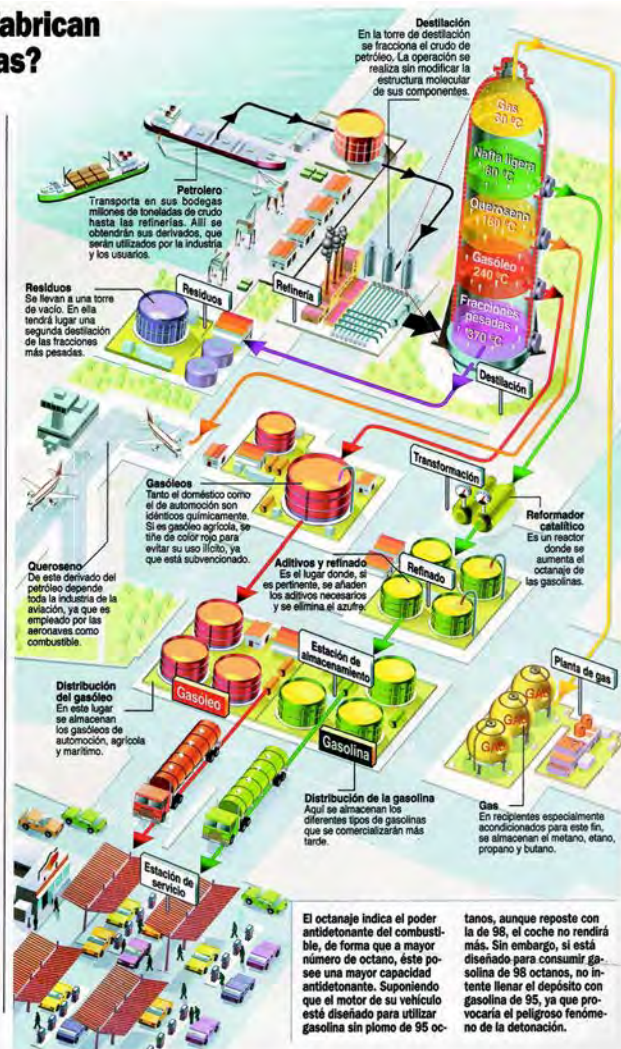 abrican
as?
Destilación
En la torre de destilación
se fracciona el crudo de
petróleo. La operación se
realiza sin modificar la
estructura molecular
de sus componentes.
Gas
30 ºC
Nafta ligera
80 ºC
Queroseno
160 ºC
Gasóleo
240 ºC
Fracciones
pesadas
370 ºC
Destilación
Petrolero
Transporta en sus bodegas
millones de toneladas de crudo
hasta las refinerías. Allí se
obtendrán sus derivados, que
serán utilizados por la industria
y los usuarios.
Refinería
Residuos
Se llevan a una torre
de vacío. En ella
tendrá lugar una
segunda destilación
de las fracciones
más pesadas.
Residuos
Gasóleos
Tanto el doméstico como
el de automoción son
idénticos químicamente.
Si es gasóleo agrícola, se
tiñe de color rojo para
evitar su uso ilícito, ya
que está subvencionado.
Transformación
Reformador
catalítico
Es un reactor
donde se
aumenta el
octanaje de
las gasolinas.
Queroseno
De este derivado del
petróleo depende
toda la industria de la
aviación, ya que es
empleado por las
aeronaves como
combustible.
Aditivos y refinado
Es el lugar donde, si
es pertinente, se añaden
los aditivos necesarios
y se elimina el azufre.
Refinado
Estación de
almacenamiento
Planta de gas
Distribución
del gasóleo
En este lugar
se almacenan
los gasóleos de
automoción, agrícola
y marítimo.
Gasóleo
Gasolina
GAS
GAS
GAS
Distribución de la gasolina
Aquí se almacenan los
diferentes tipos de gasolinas
que se comercializarán más
tarde.
Gas
En recipientes especialmente
acondicionados para este fin,
se almacenan el metano, etano,
propano y butano.
Estación de
servicio
El octanaje indica el poder
antidetonante del combusti-
ble, de forma que a mayor
número de octano, éste po-
see una mayor capacidad
antidetonante. Suponiendo
que el motor de su vehículo
esté diseñado para utilizar
gasolina sin plomo de 95 oc-
tanos, aunque reposte con
la de 98, el coche no rendirá
más. Sin embargo, si está
diseñado para consumir ga-
solina de 98 octanos, no in-
tente llenar el depósito con
gasolina de 95, ya que pro-
vocaría el peligroso fenóme-
no de la detonación.